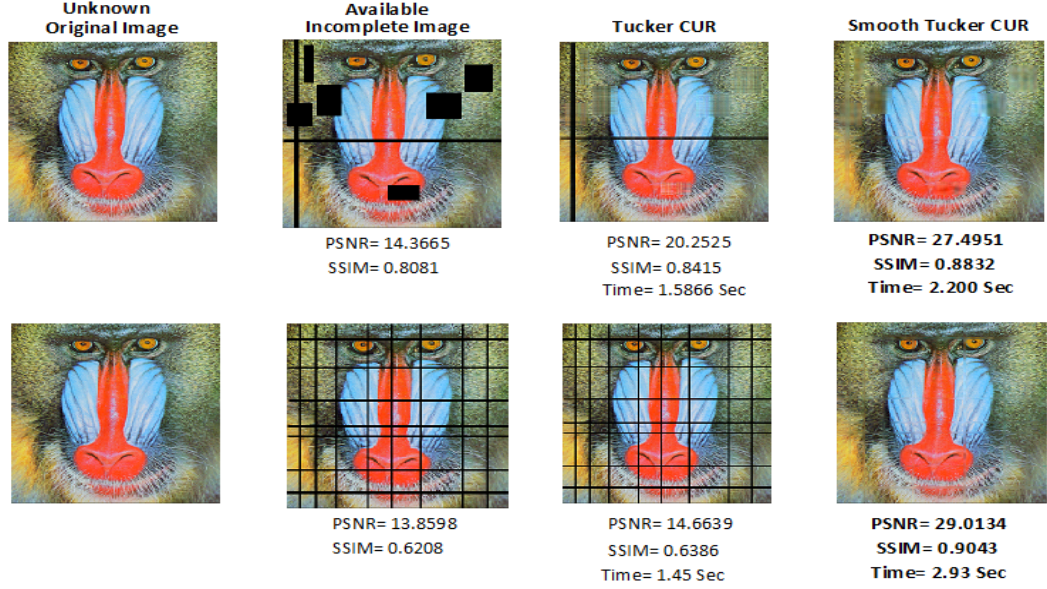 Unknown
Original Image
Available
Incomplete Image
Tucker CUR
Smooth Tucker CUR
PSNR= 14.3665
SSIM= 0.8081
PSNR= 20.2525
SSIM= 0.8415
Time= 1.5866 Sec
PSNR= 27.4951
SSIM= 0.8832
Time= 2.200 Sec
PSNR= 13.8598
SSIM= 0.6208
PSNR= 14.6639
SSIM= 0.6386
Time= 1.45 Sec
PSNR= 29.0134
SSIM= 0.9043
Time= 2.93 Sec